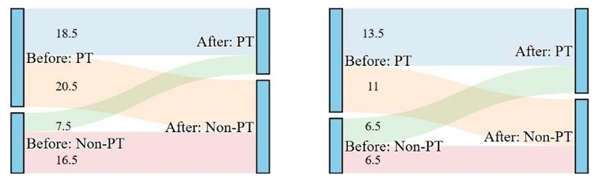 18.5
After: PT
Before: PT
20.5
7.5
After: Non-PT
Before: Non-PT
16.5
13.5
After: PT
Before: PT
11
6.5
After: Non-PT
Before: Non-PT
6.5